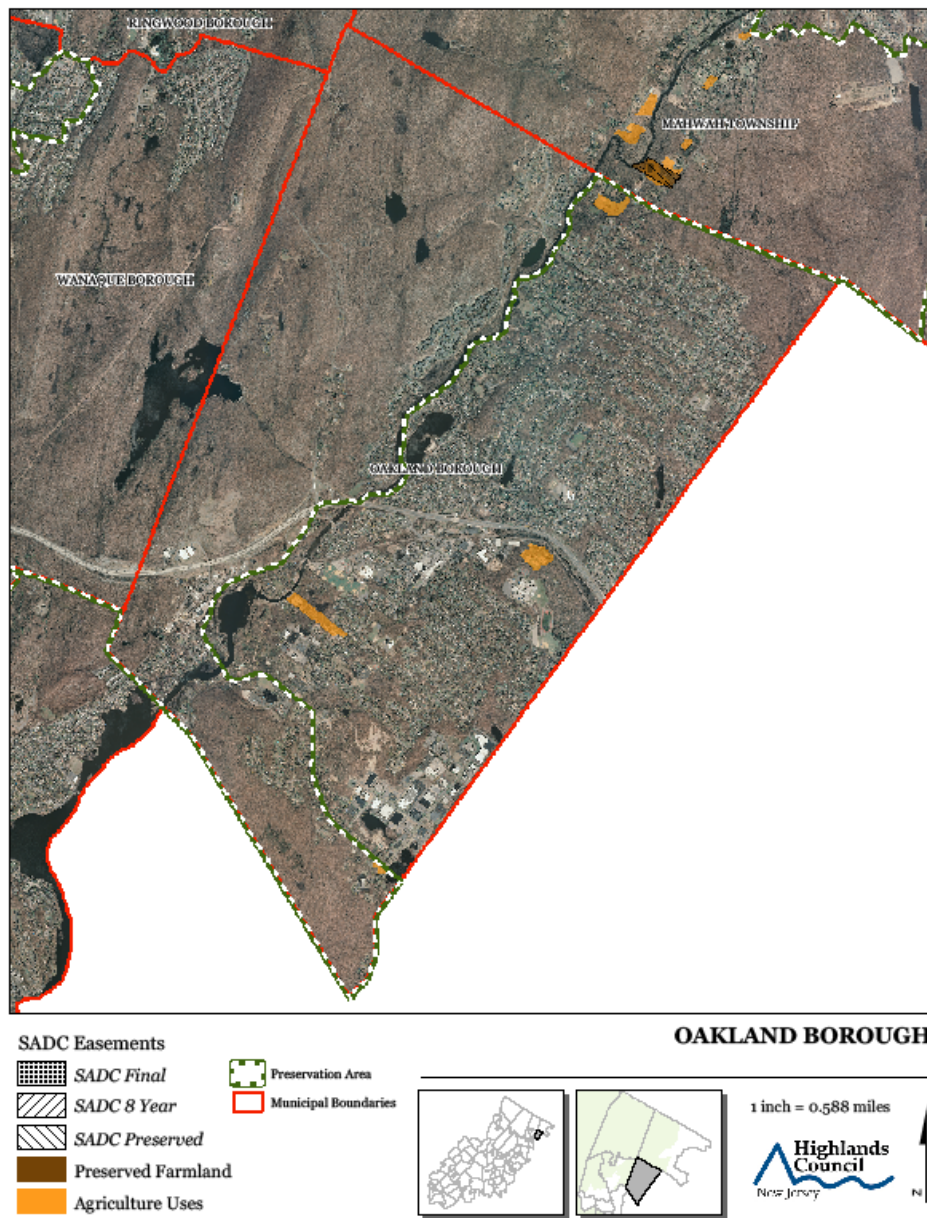 RINGWOOD BOROUGH
MAHWAH TOWNSHIP
WANAQUE BOROUGH
OAKLAND BOROUGH
OAKLAND BOROUGH
SADC Easements
SADC Final
SADC 8 Year
SADC Preserved
Preserved Farmland
Agriculture Uses
Preservation Area
Municipal Boundaries
1 inch = 0.588 miles
Highlands
Council
New Jersey
N